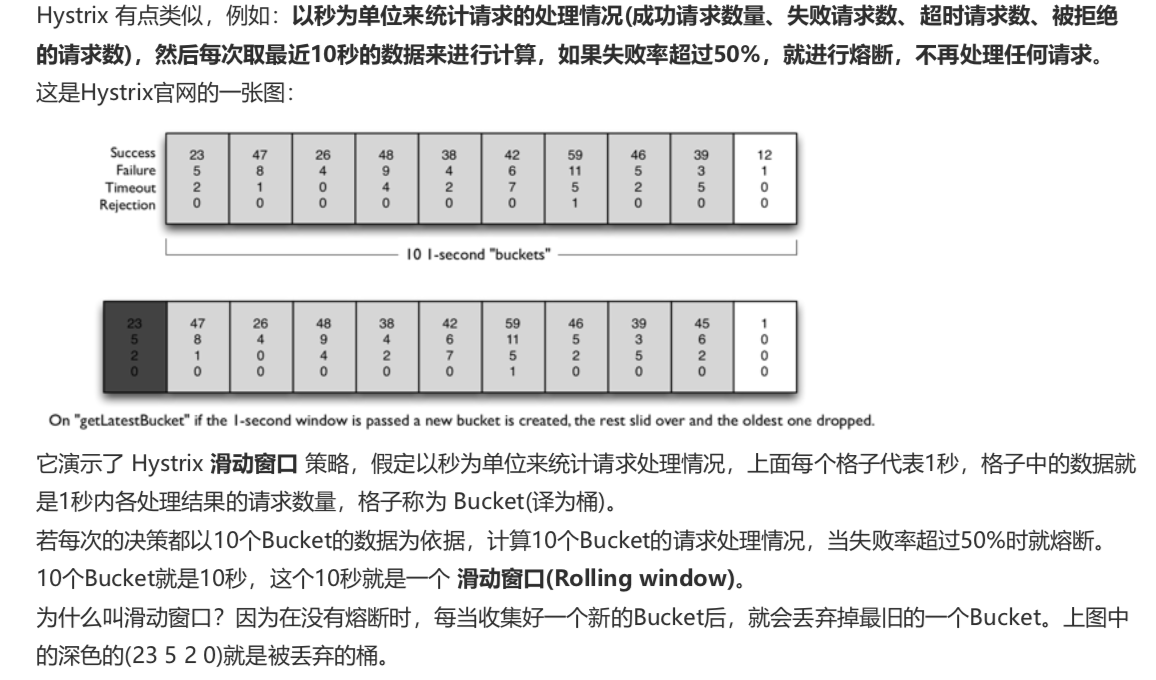 Hystrix 有点类似，例如：以秒为单位来统计请求的处理情况(成功请求数量、失败请求数、超时请求数、被拒绝
的请求数)，然后每次取最近10秒的数据来进行计算，如果失败率超过50%，就进行熔断，不再处理任何请求。
这是Hystrix官网的一张图：
Success 23 47 26 48 38 42 59 46 39 12
Failure 5 8 4 9 4 6 11 5 3 1
Timeout 2 1 0 4 2 7 5 2 5 0
Rejection 0 0 0 0 0 0 1 0 0 0
10 1-second "buckets"
23 47 26 48 38 42 59 46 39 45 1
5 8 4 9 4 6 11 5 3 6 0
2 1 0 4 2 7 5 2 5 2 0
0 0 0 0 0 0 1 0 0 0 0
On "getLatestBucket" if the 1-second window is passed a new bucket is created, the rest slid over and the oldest one dropped.
它演示了 Hystrix 滑动窗口 策略，假定以秒为单位来统计请求处理情况，上面每个格子代表1秒，格子中的数据就
是1秒内各处理结果的请求数量，格子称为 Bucket(译为桶)。
若每次的决策都以10个Bucket的数据为依据，计算10个Bucket的请求处理情况，当失败率超过50%时就熔断。
10个Bucket就是10秒，这个10秒就是一个 滑动窗口(Rolling window)。
为什么叫滑动窗口？因为在没有熔断时，每当收集好一个新的Bucket后，就会丢弃掉最旧的一个Bucket。上图中
的深色的(23 5 2 0)就是被丢弃的桶。